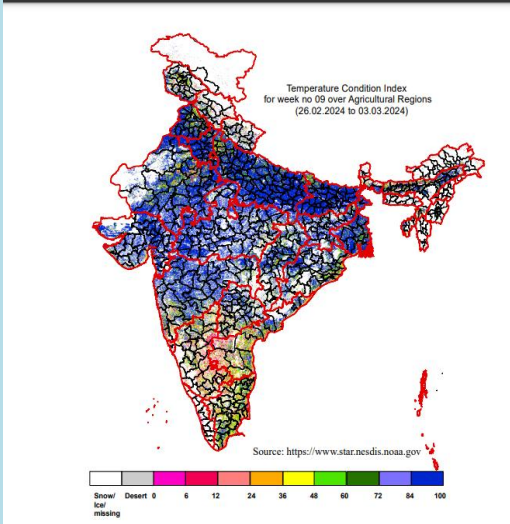 Temperature Condition Index
for week no 09 over Agricultural Regions
(26.02.2024 to 03.03.2024)
Source: https://www.star.nesdis.noaa.gov
Snow/ Desert 0 6 12 24 36 48 60 72 84 100
Ice/
missing